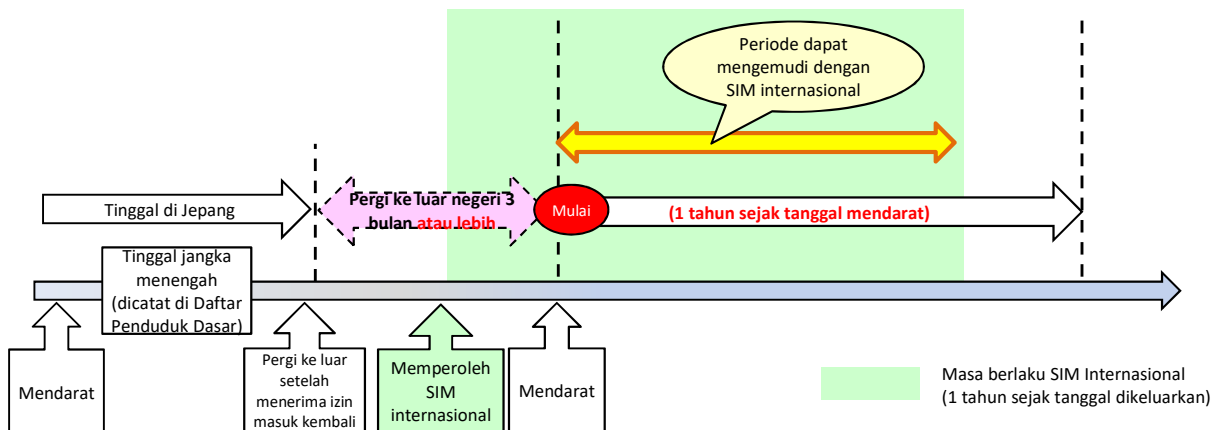 Periode dapat
mengemudi dengan
SIM internasional
Tinggal di Jepang
Pergi ke luar negeri 3
bulan atau lebih
Mulai
(1 tahun sejak tanggal mendarat)
Tinggal jangka
menengah
(dicatat di Daftar
Penduduk Dasar)
Mendarat
Pergi ke luar
setelah
menerima izin
masuk kembali
Memperoleh
SIM
internasional
Mendarat
Masa berlaku SIM Internasional
(1 tahun sejak tanggal dikeluarkan)